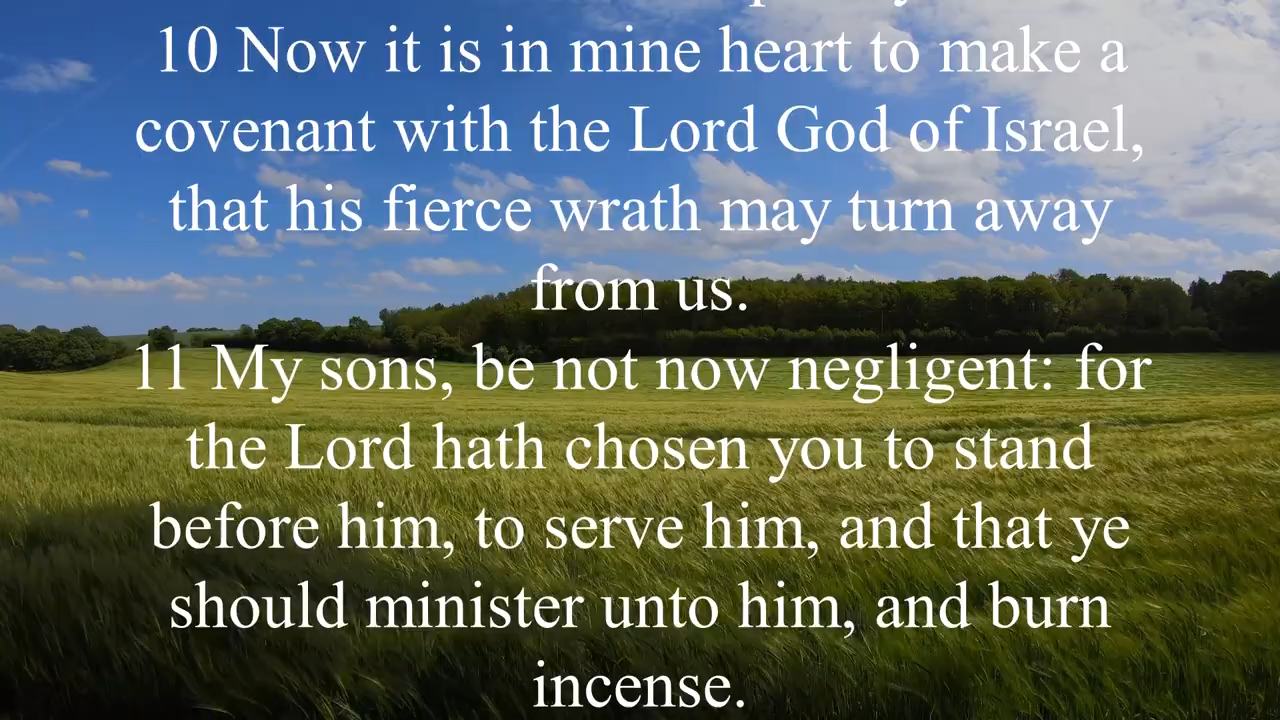 10 Now it is in mine heart to make a
covenant with the Lord God of Israel,
that his fierce wrath may turn away
from us.
11 My sons, be not now negligent: for
the Lord hath chosen you to stand
before him, to serve him, and that ye
should minister unto him, and burn
incense.